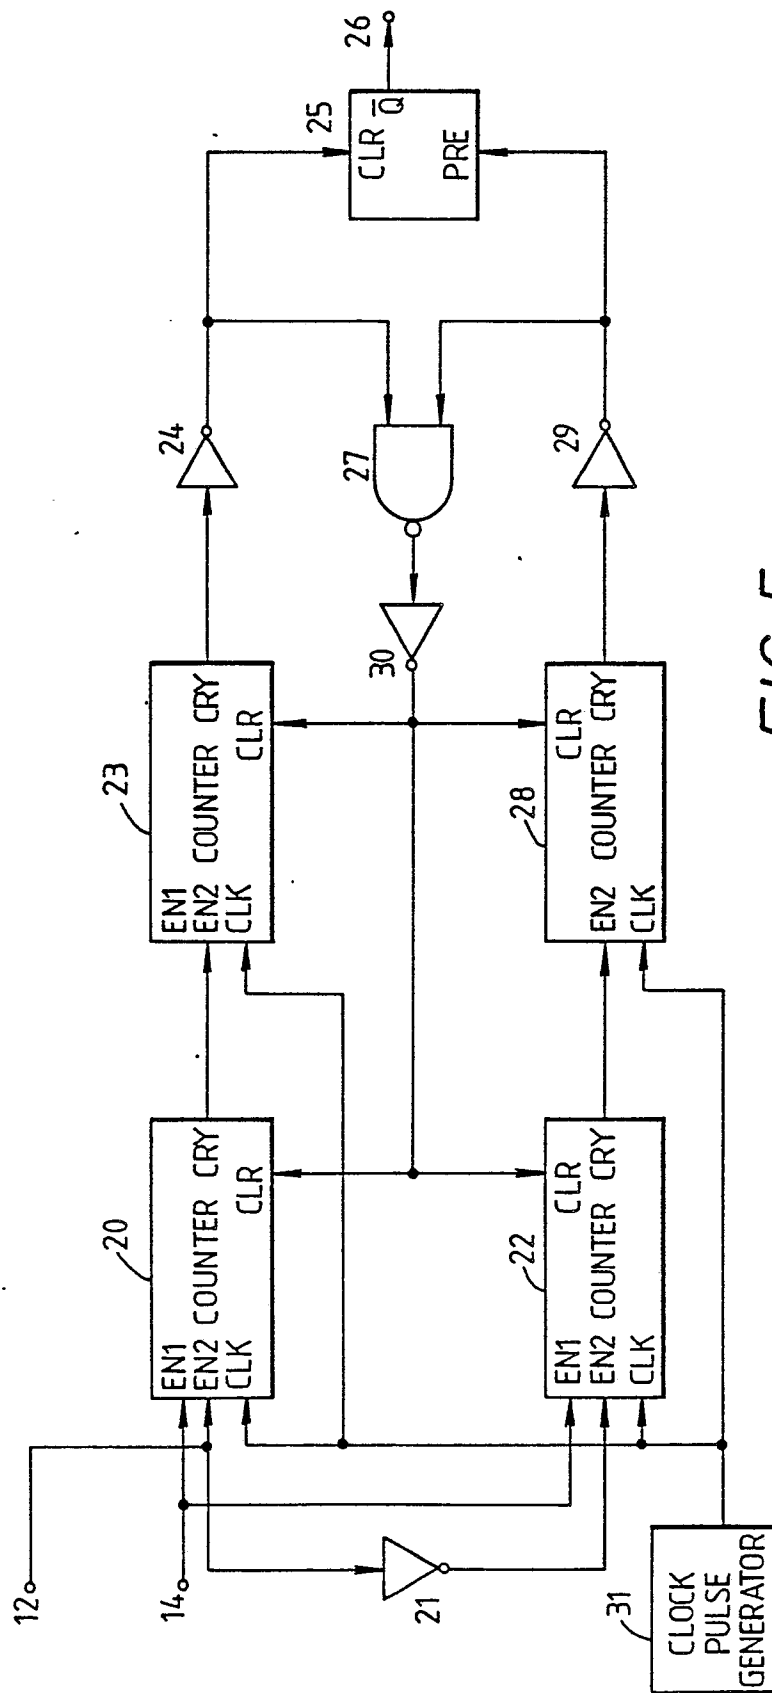 12
14
20
EN1
EN2 COUNTER CRY
CLK
CLR
23
EN1
EN2 COUNTER CRY
CLK
CLR
24
25
CLR
Q̅
PRE
26
27
30
21
22
CLR
EN1
EN2 COUNTER CRY
CLK
28
CLR
EN2 COUNTER CRY
CLK
29
31
CLOCK
PULSE
GENERATOR